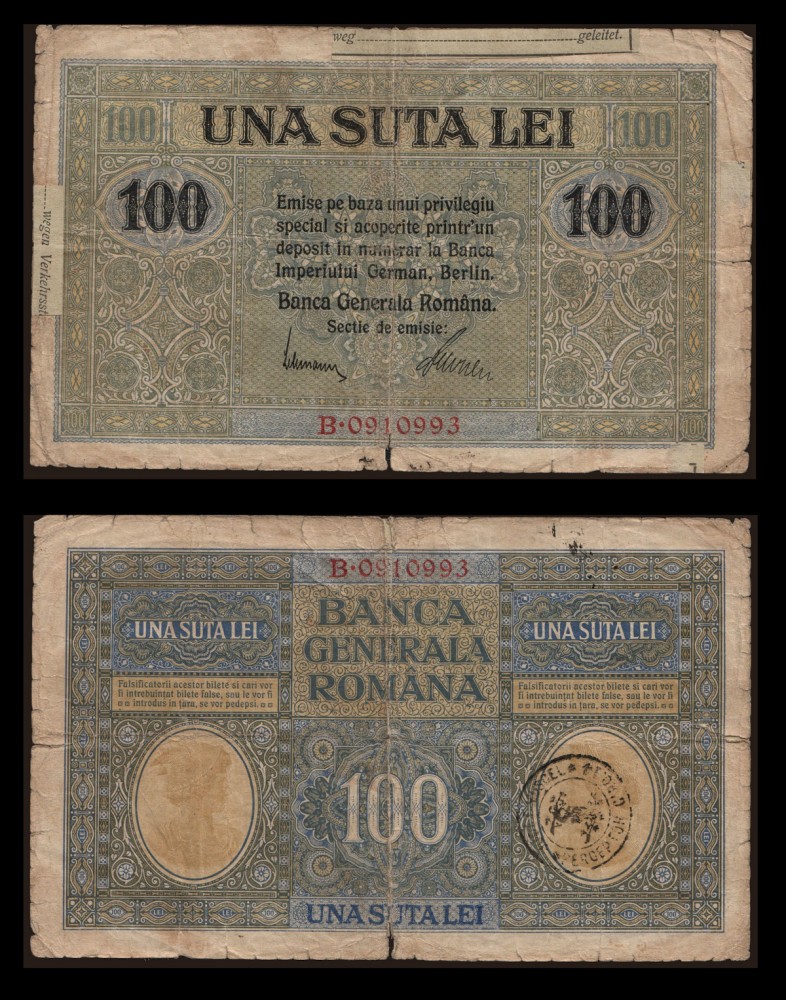 weg geleitet.
100 UNA SUTA LEI 100
100 100
wegen
Emise pe baza unui privilegiu
special si acoperite printr'un
deposit in numerar la Banca
Imperiului German, Berlin.
Banca Generala Româna.
Sectie de emisie:
B•0910993
100 100
B•0910993
BANCA
GENERALA
ROMÂNA
UNA SUTA LEI
UNA SUTA LEI
Falsificatorii acestor bilete si cari vor
fi intrebuintat bilete false, sau le vor fi
introdus in tara, se vor pedepsi.
Falsificatorii acestor bilete si cari vor
fi intrebuintat bilete false, sau le vor fi
introdus in tara, se vor pedepsi.
100
PERCEPTOR
UNA SUTA LEI